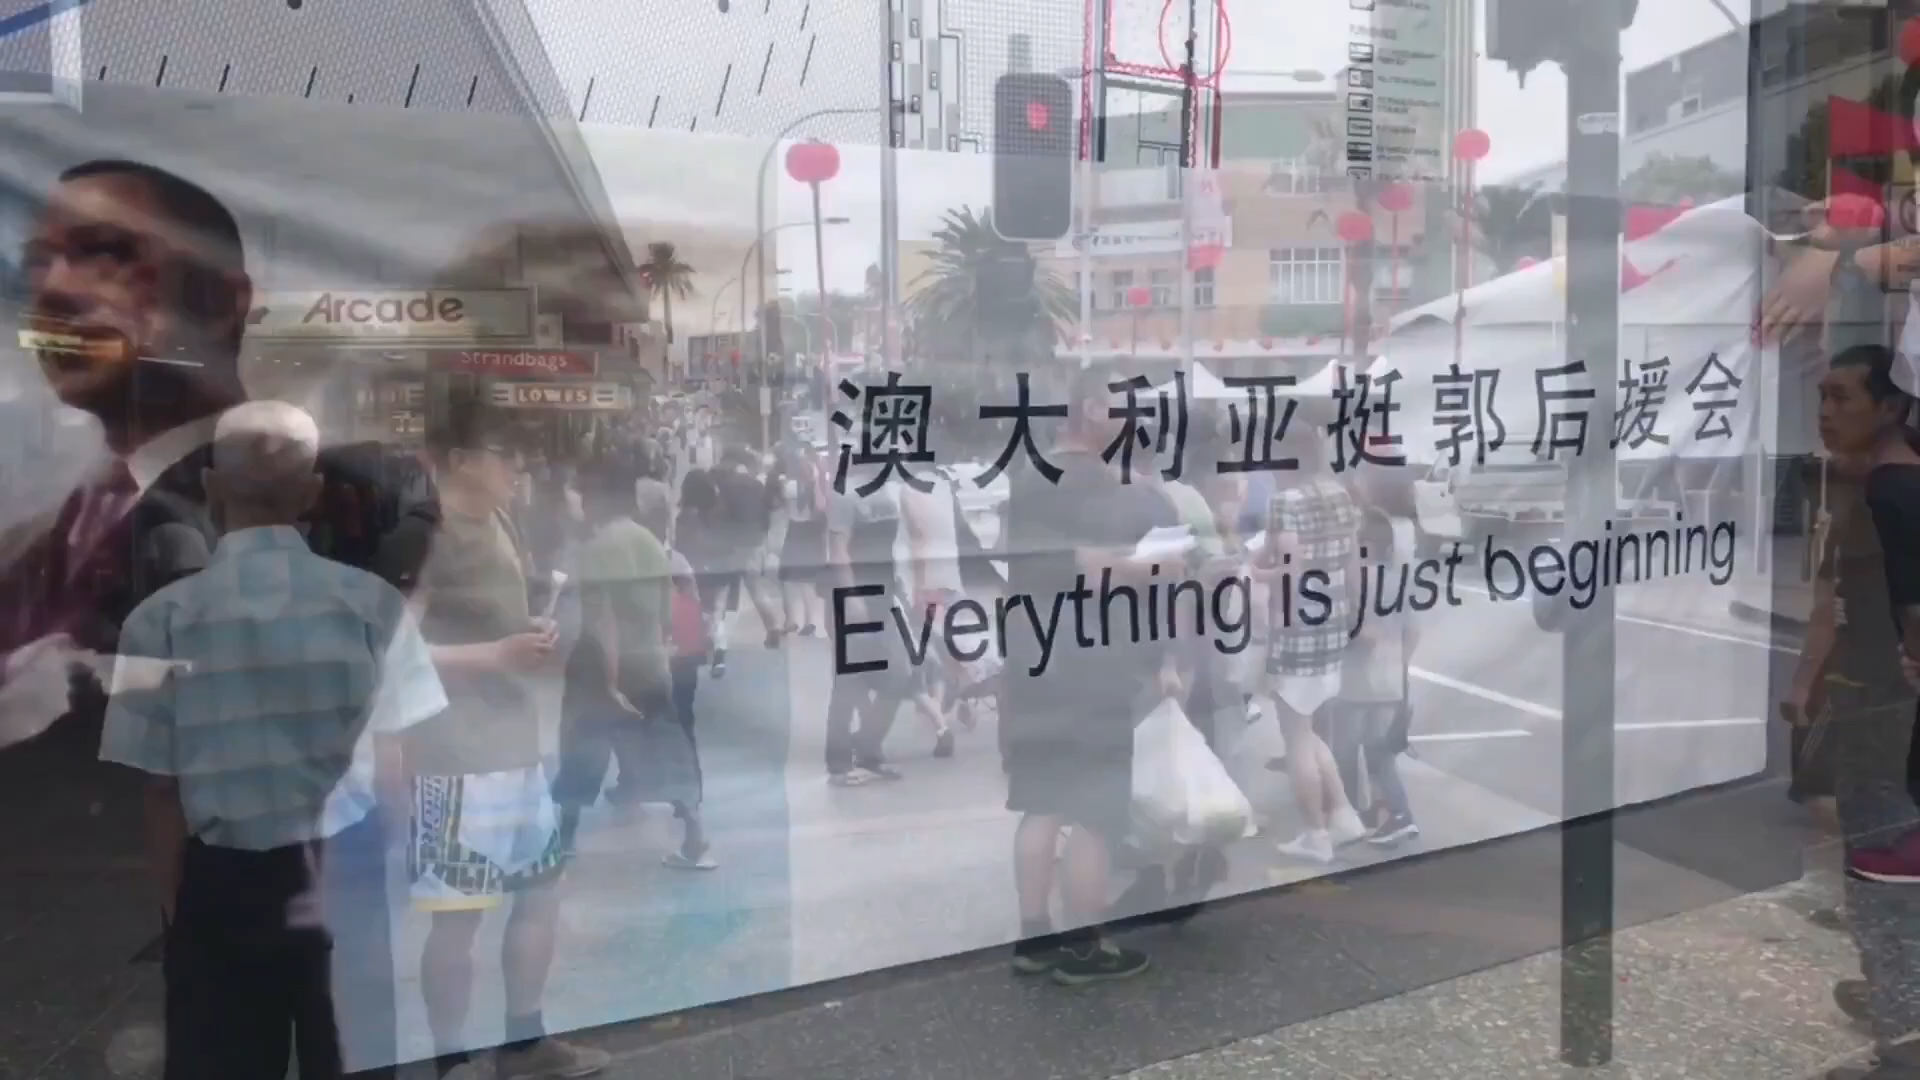 Arcade
Strandbags
LOWES
澳大利亚挺郭后援会
Everything is just beginning